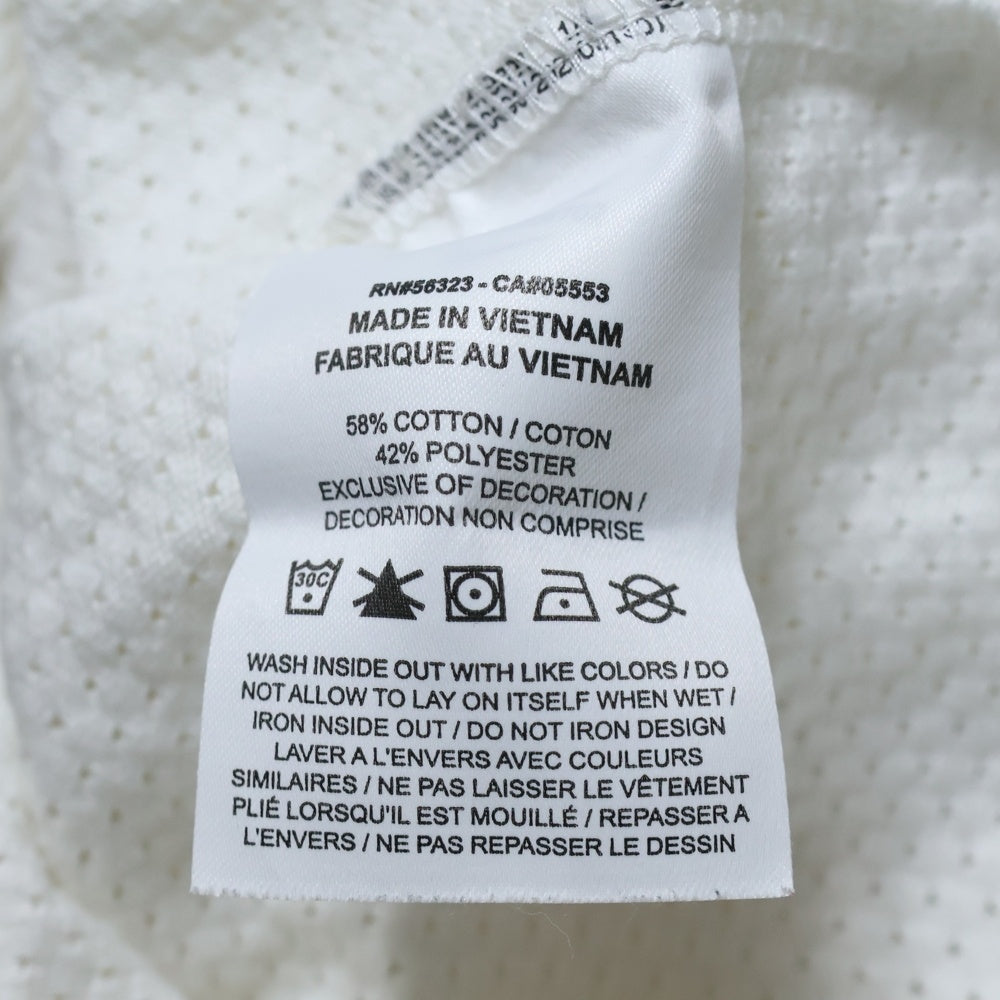 RN#56323 - CA#05553
MADE IN VIETNAM
FABRIQUE AU VIETNAM
58% COTTON / COTON
42% POLYESTER
EXCLUSIVE OF DECORATION /
DECORATION NON COMPRISE
30C
WASH INSIDE OUT WITH LIKE COLORS / DO
NOT ALLOW TO LAY ON ITSELF WHEN WET /
IRON INSIDE OUT / DO NOT IRON DESIGN
LAVER A L'ENVERS AVEC COULEURS
SIMILAIRES / NE PAS LAISSER LE VÊTEMENT
PLIÉ LORSQU'IL EST MOUILLÉ / REPASSER A
L'ENVERS / NE PAS REPASSER LE DESSIN